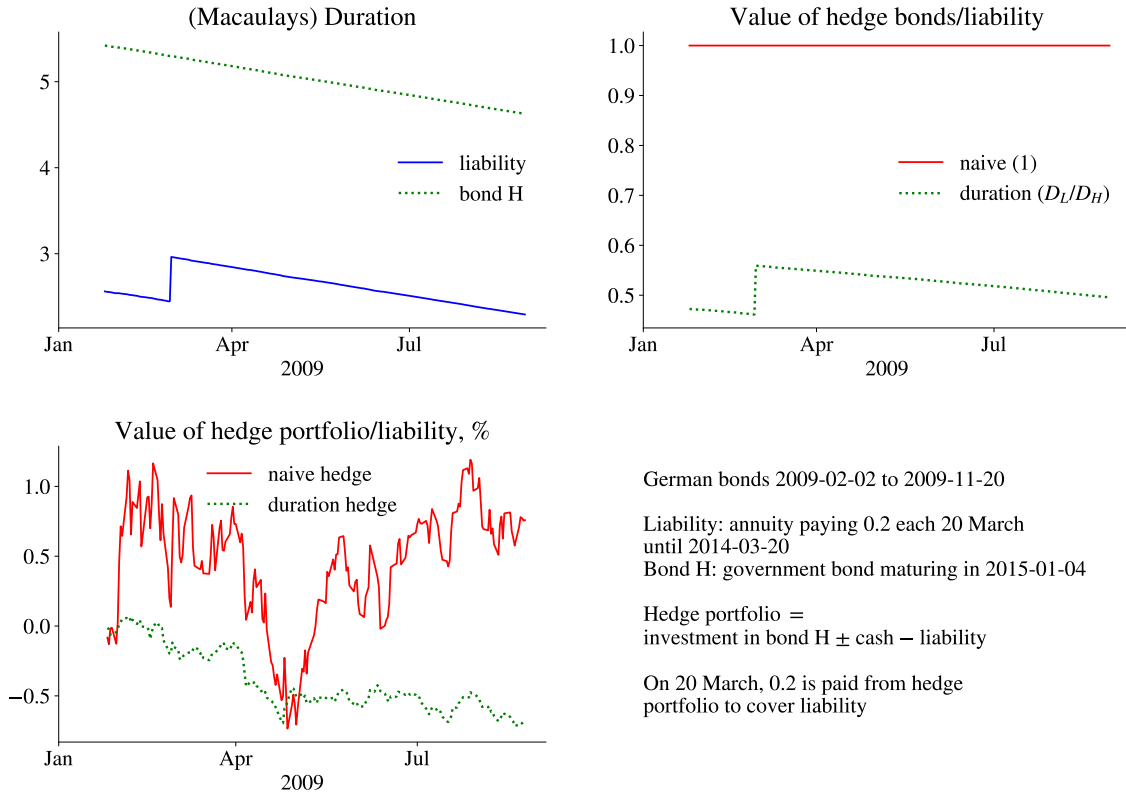 (Macaulays) Duration
5
4
3
liability
bond H
Jan
Apr
Jul
2009
Value of hedge bonds/liability
1.0
0.9
0.8
0.7
0.6
0.5
naive (1)
duration (D_L/D_H)
Jan
Apr
Jul
2009
Value of hedge portfolio/liability, %
1.0
0.5
0.0
−0.5
naive hedge
duration hedge
Jan
Apr
Jul
2009
German bonds 2009-02-02 to 2009-11-20
Liability: annuity paying 0.2 each 20 March
until 2014-03-20
Bond H: government bond maturing in 2015-01-04
Hedge portfolio =
investment in bond H ± cash − liability
On 20 March, 0.2 is paid from hedge
portfolio to cover liability